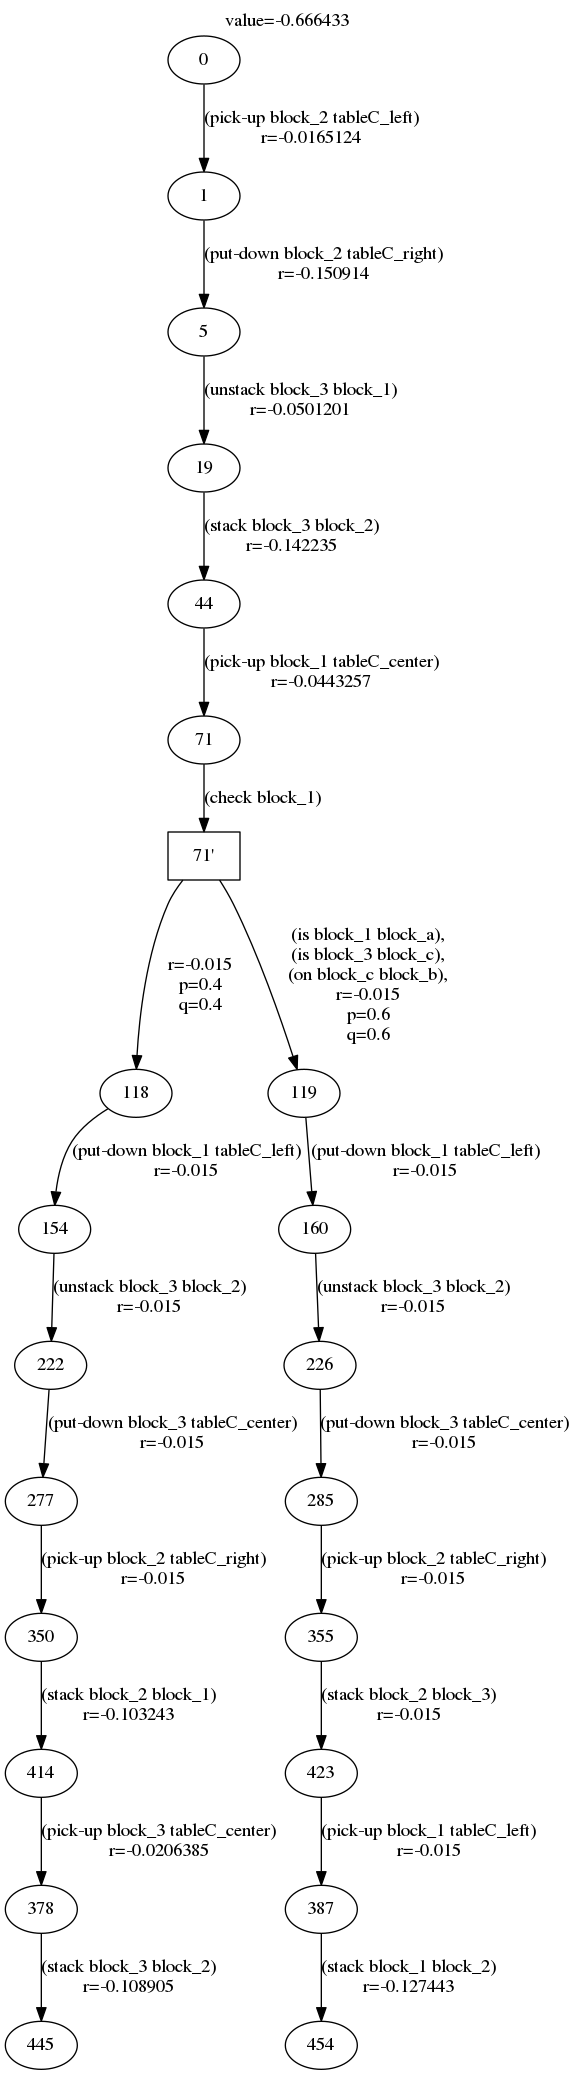 value=-0.666433
0
(pick-up block_2 tableC_left)
r=-0.0165124
1
(put-down block_2 tableC_right)
r=-0.150914
5
(unstack block_3 block_1)
r=-0.0501201
19
(stack block_3 block_2)
r=-0.142235
44
(pick-up block_1 tableC_center)
r=-0.0443257
71
(check block_1)
71'
r=-0.015
p=0.4
q=0.4
(is block_1 block_a),
(is block_3 block_c),
(on block_c block_b),
r=-0.015
p=0.6
q=0.6
118
119
(put-down block_1 tableC_left)
r=-0.015
(put-down block_1 tableC_left)
r=-0.015
154
160
(unstack block_3 block_2)
r=-0.015
(unstack block_3 block_2)
r=-0.015
222
226
(put-down block_3 tableC_center)
r=-0.015
(put-down block_3 tableC_center)
r=-0.015
277
285
(pick-up block_2 tableC_right)
r=-0.015
(pick-up block_2 tableC_right)
r=-0.015
350
355
(stack block_2 block_1)
r=-0.103243
(stack block_2 block_3)
r=-0.015
414
423
(pick-up block_3 tableC_center)
r=-0.0206385
(pick-up block_1 tableC_left)
r=-0.015
378
387
(stack block_3 block_2)
r=-0.108905
(stack block_1 block_2)
r=-0.127443
445
454